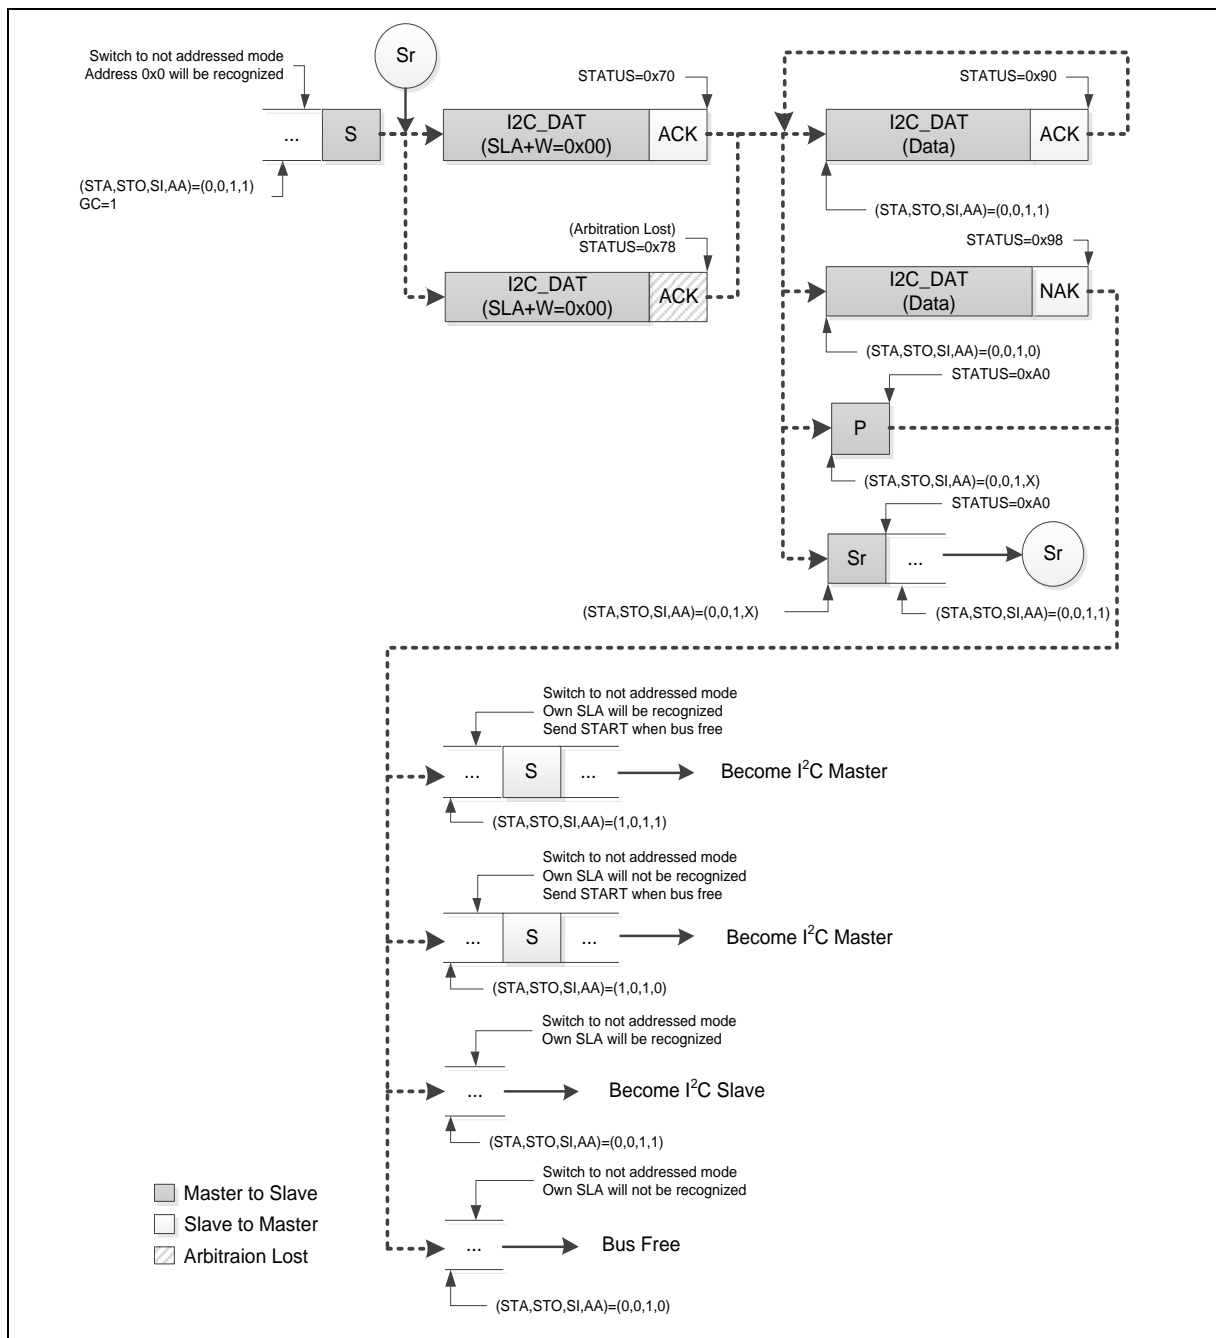 Switch to not addressed mode
Address 0x0 will be recognized
Sr
STATUS=0x70
STATUS=0x90
...
S
I2C_DAT
(SLA+W=0x00)
ACK
I2C_DAT
(Data)
ACK
(STA,STO,SI,AA)=(0,0,1,1)
GC=1
(STA,STO,SI,AA)=(0,0,1,1)
(Arbitration Lost)
STATUS=0x78
STATUS=0x98
I2C_DAT
(SLA+W=0x00)
ACK
I2C_DAT
(Data)
NAK
(STA,STO,SI,AA)=(0,0,1,0)
STATUS=0xA0
P
(STA,STO,SI,AA)=(0,0,1,X)
STATUS=0xA0
Sr
...
Sr
(STA,STO,SI,AA)=(0,0,1,X)
(STA,STO,SI,AA)=(0,0,1,1)
Switch to not addressed mode
Own SLA will be recognized
Send START when bus free
...
S
...
Become I²C Master
(STA,STO,SI,AA)=(1,0,1,1)
Switch to not addressed mode
Own SLA will not be recognized
Send START when bus free
...
S
...
Become I²C Master
(STA,STO,SI,AA)=(1,0,1,0)
Switch to not addressed mode
Own SLA will be recognized
...
Become I²C Slave
(STA,STO,SI,AA)=(0,0,1,1)
Switch to not addressed mode
Own SLA will not be recognized
...
Bus Free
(STA,STO,SI,AA)=(0,0,1,0)
Master to Slave
Slave to Master
Arbitraion Lost